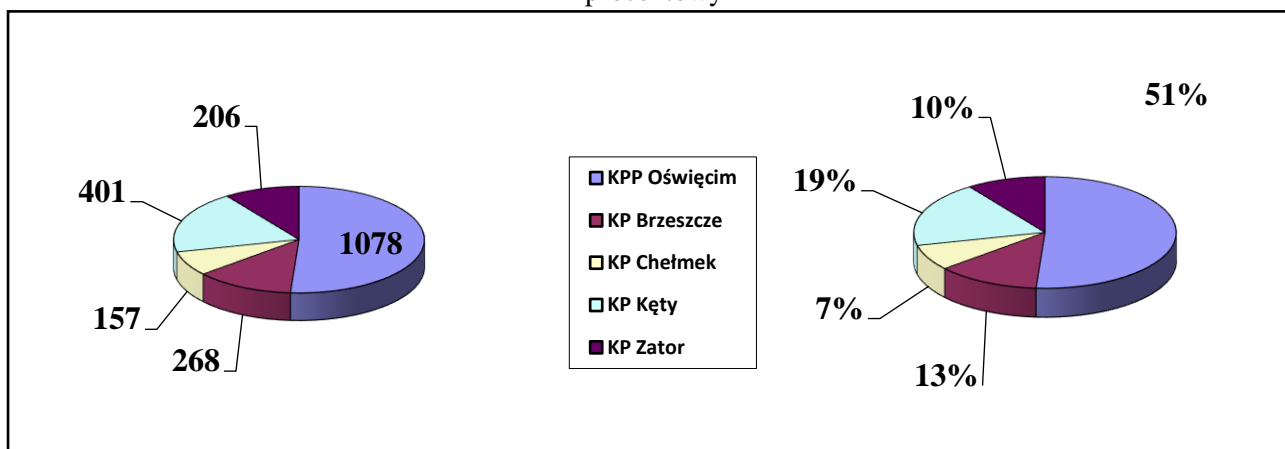 206
401
1078
157
268
KPP Oświęcim
KP Brzeszcze
KP Chełmek
KP Kęty
KP Zator
10%
51%
19%
7%
13%